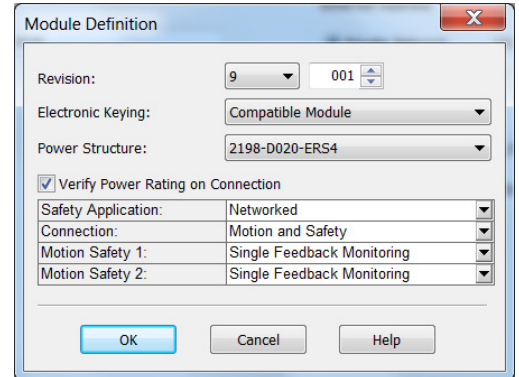 Module Definition
X
Revision: 9 001
Electronic Keying: Compatible Module
Power Structure: 2198-D020-ERS4
Verify Power Rating on Connection
Safety Application: Networked
Connection: Motion and Safety
Motion Safety 1: Single Feedback Monitoring
Motion Safety 2: Single Feedback Monitoring
OK Cancel Help